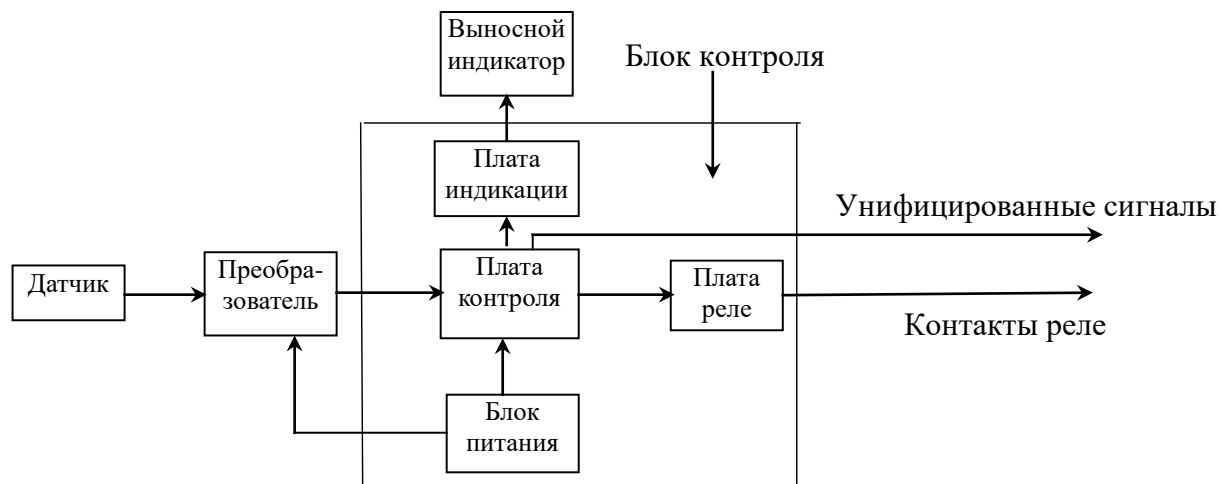 Выносной
индикатор
Блок контроля
Плата
индикации
Унифицированные сигналы
Датчик
Преобра-
зователь
Плата
контроля
Плата
реле
Контакты реле
Блок
питания